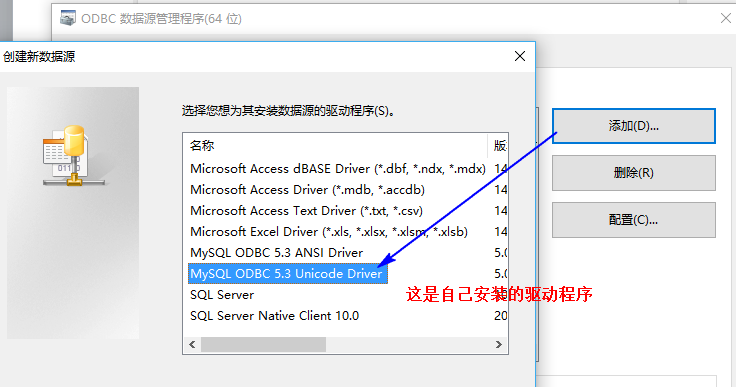 ODBC 数据源管理程序(64 位)
创建新数据源
选择您想为其安装数据源的驱动程序(S)。
名称 版
Microsoft Access dBASE Driver (*.dbf, *.ndx, *.mdx) 14
Microsoft Access Driver (*.mdb, *.accdb) 14
Microsoft Access Text Driver (*.txt, *.csv) 14
Microsoft Excel Driver (*.xls, *.xlsx, *.xlsm, *.xlsb) 14
MySQL ODBC 5.3 ANSI Driver 5.0
MySQL ODBC 5.3 Unicode Driver 5.0
SQL Server
SQL Server Native Client 10.0 20
这是自己安装的驱动程序
添加(D)...
删除(R)
配置(C)...